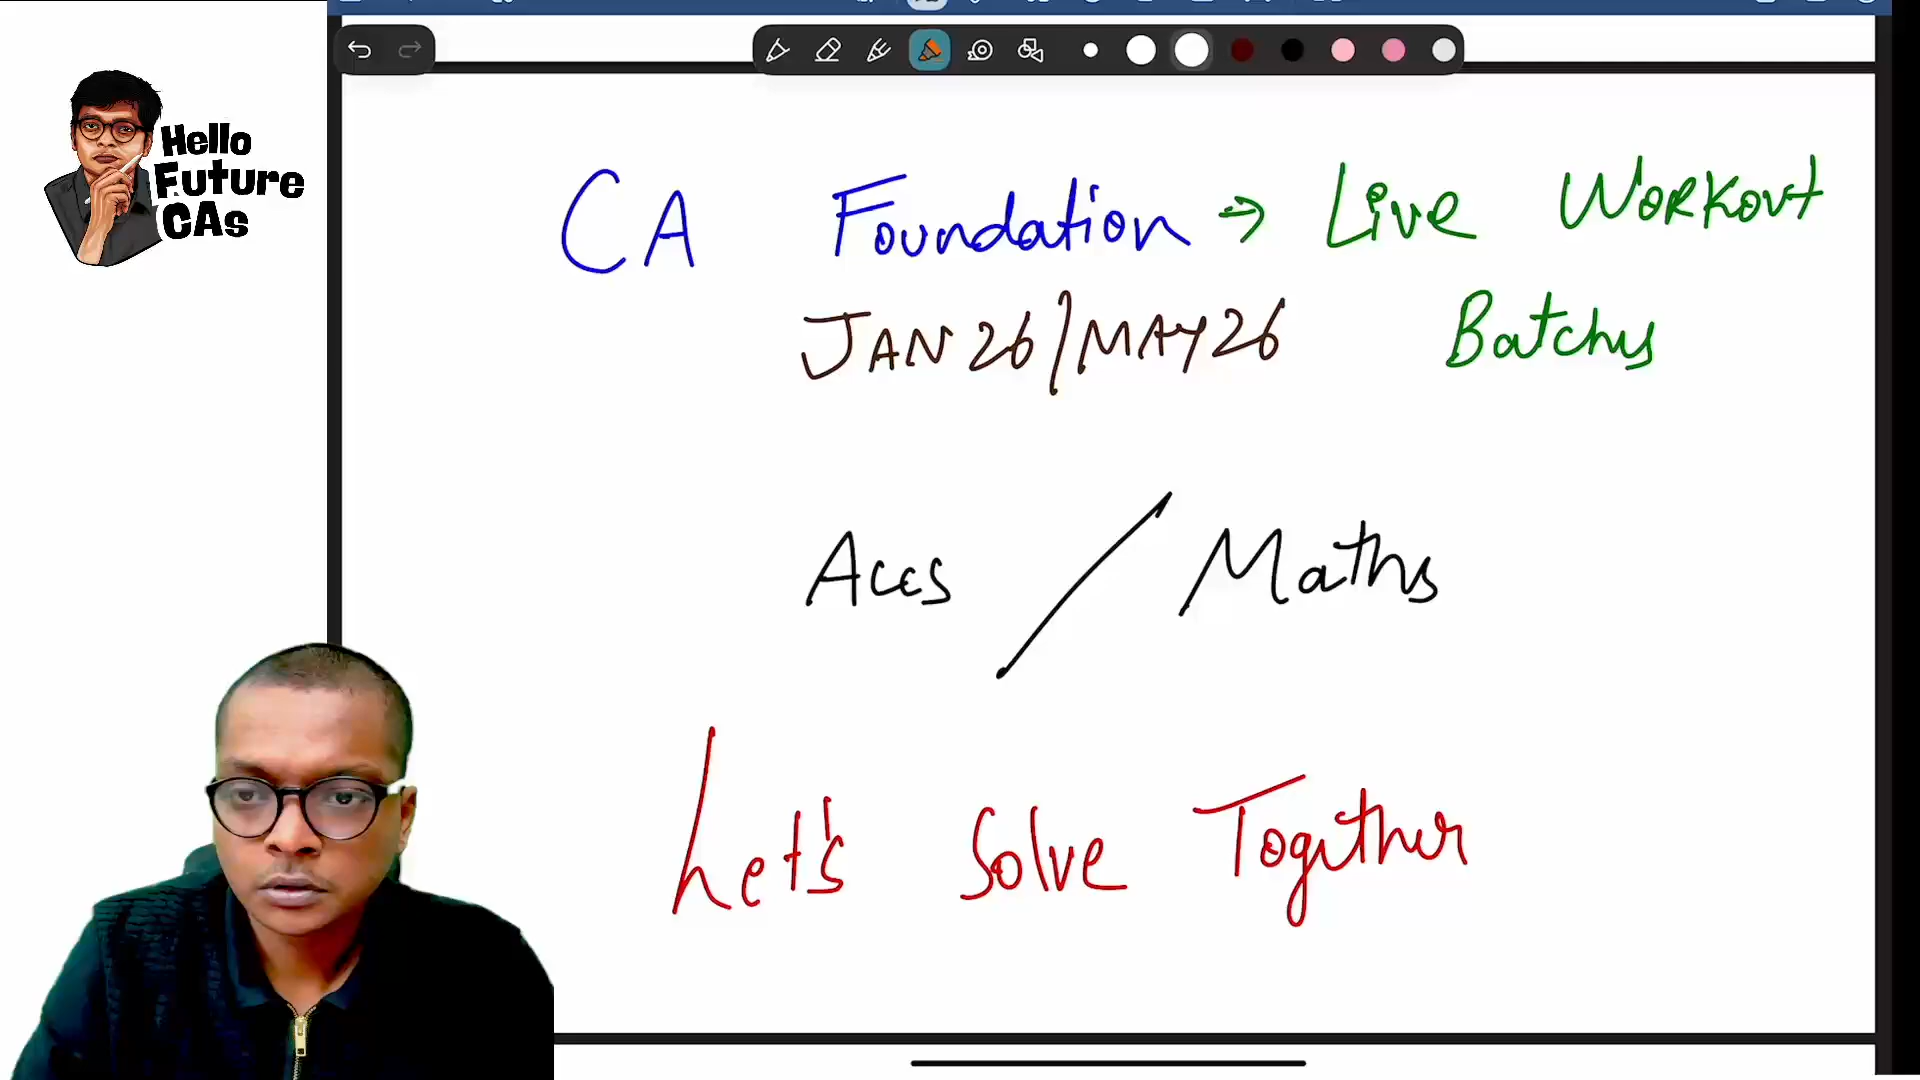 Hello
Future
CAs
CA Foundation → Live Workout
JAN 26/MAY 26 Batches
Accs / Maths
Let's Solve Together